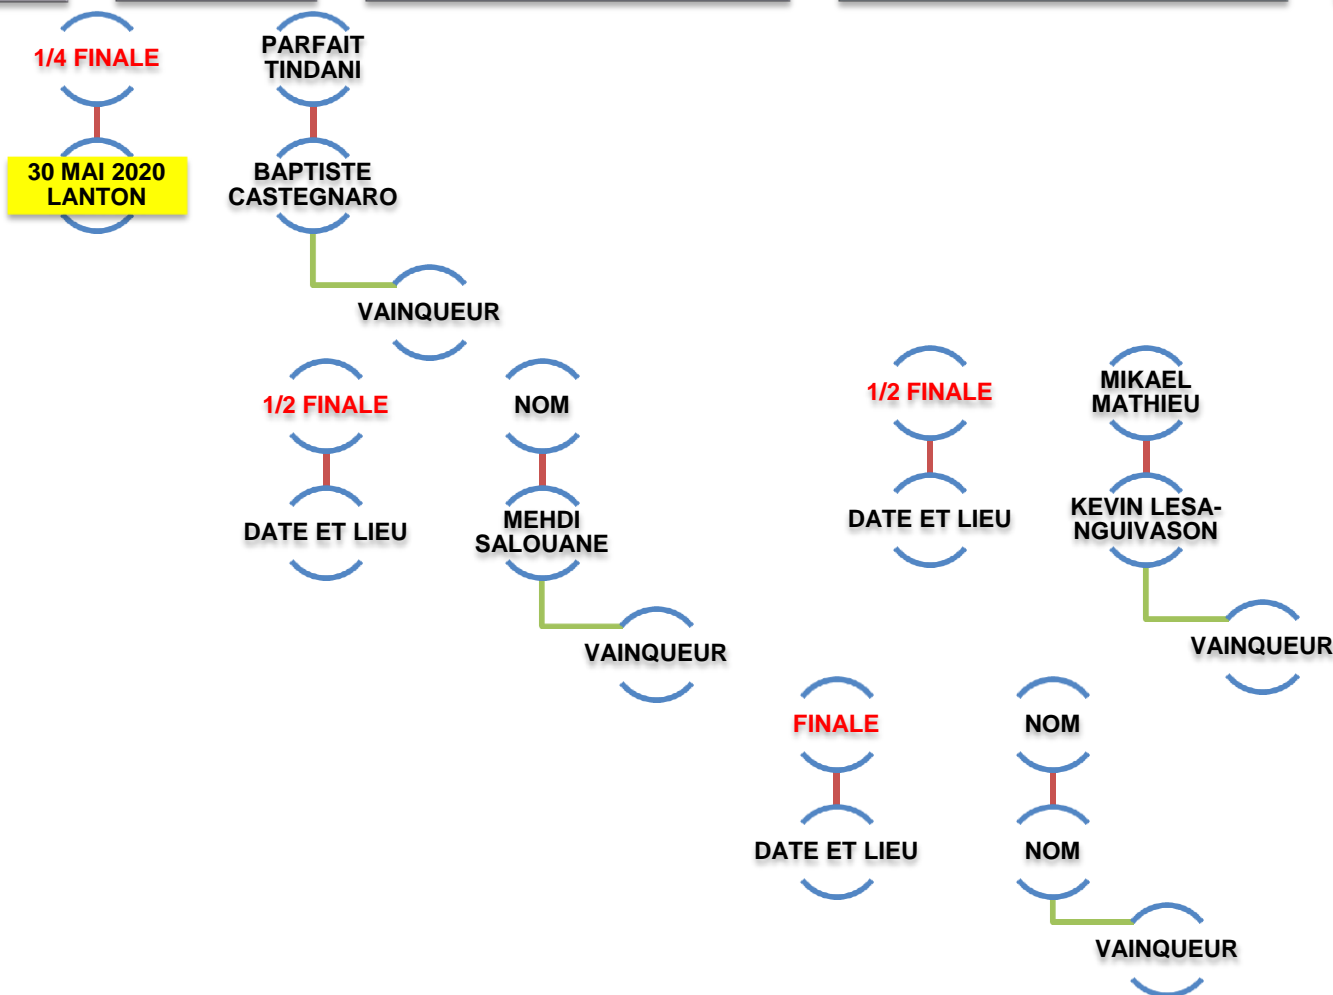 1/4 FINALE
PARFAIT
TINDANI
30 MAI 2020
LANTON
BAPTISTE
CASTEGNARO
VAINQUEUR
1/2 FINALE
NOM
DATE ET LIEU
MEHDI
SALOUANE
VAINQUEUR
1/2 FINALE
MIKAEL
MATHIEU
DATE ET LIEU
KEVIN LESA-
NGUIVASON
VAINQUEUR
FINALE
NOM
DATE ET LIEU
NOM
VAINQUEUR